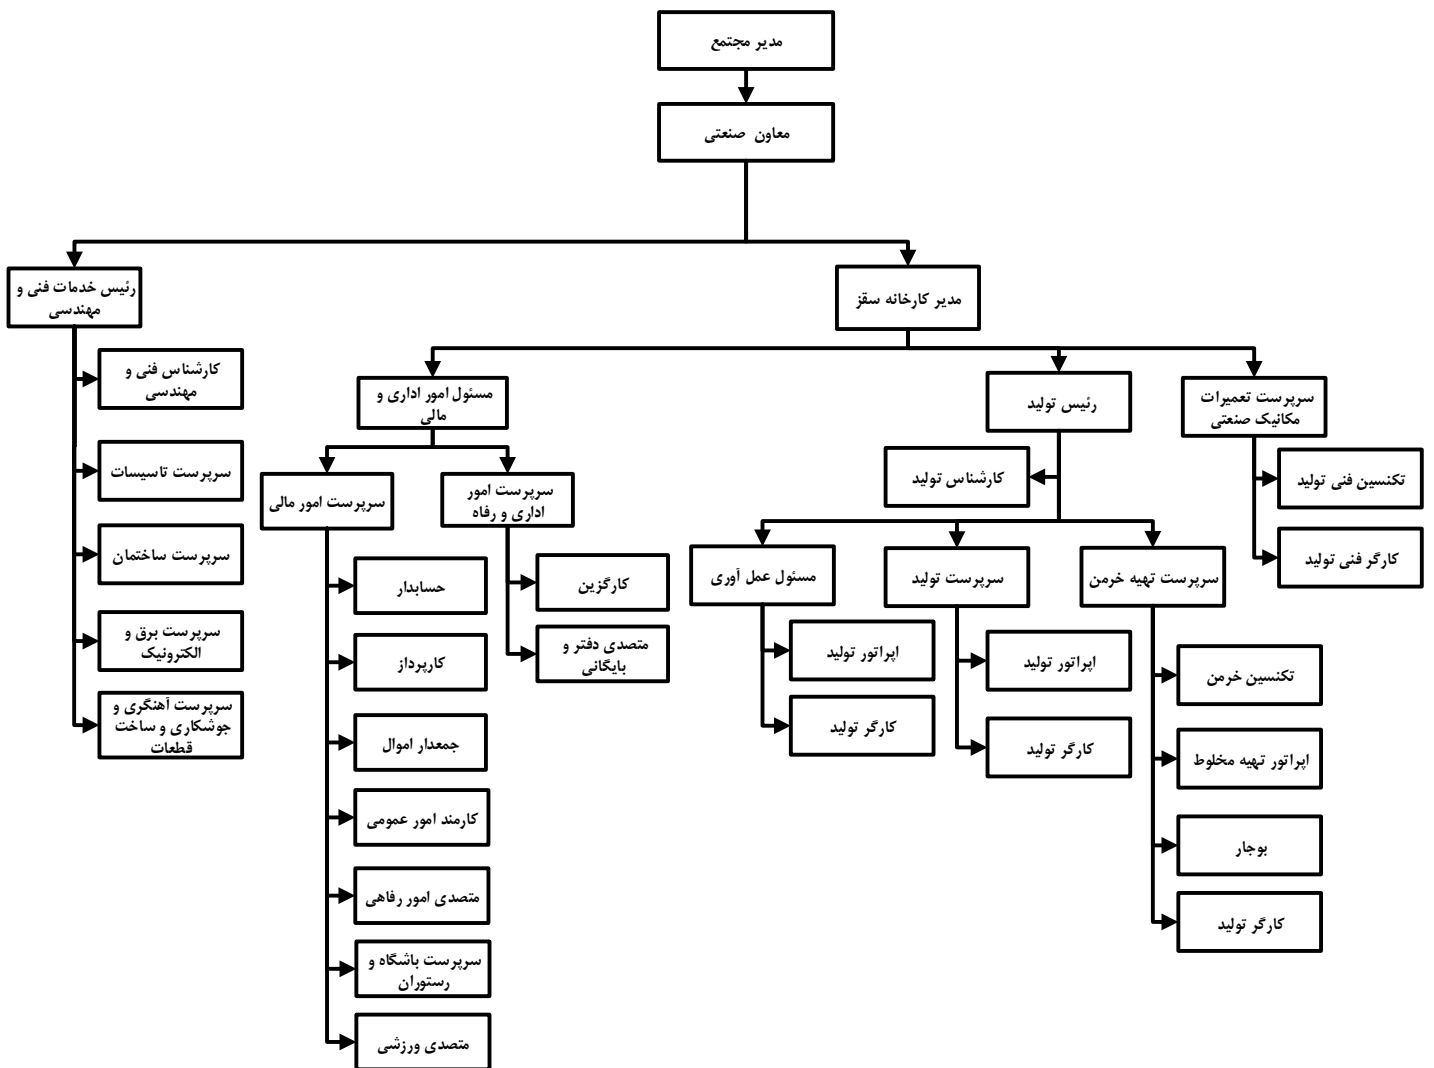 مدیر مجتمع
معاون صنعتی
مدیر کارخانه سقز
رئیس خدمات فنی و
مهندسی
سرپرست تعمیرات
مکانیک صنعتی
تکنسین فنی تولید
کارگر فنی تولید
رئیس تولید
کارشناس تولید
سرپرست تهیه خرمن
تکنسین خرمن
اپراتور تهیه مخلوط
بوجار
کارگر تولید
سرپرست تولید
اپراتور تولید
کارگر تولید
مسئول عمل آوری
اپراتور تولید
کارگر تولید
مسئول امور اداری و
مالی
سرپرست امور
اداری و رفاه
کارگزین
متصدی دفتر و
بایگانی
سرپرست امور مالی
حسابدار
کارپرداز
جمعدار اموال
کارمند امور عمومی
متصدی امور رفاهی
سرپرست باشگاه و
رستوران
متصدی ورزشی
کارشناس فنی و
مهندسی
سرپرست تاسیسات
سرپرست ساختمان
سرپرست برق و
الکترونیک
سرپرست آهنگری و
جوشکاری و ساخت
قطعات